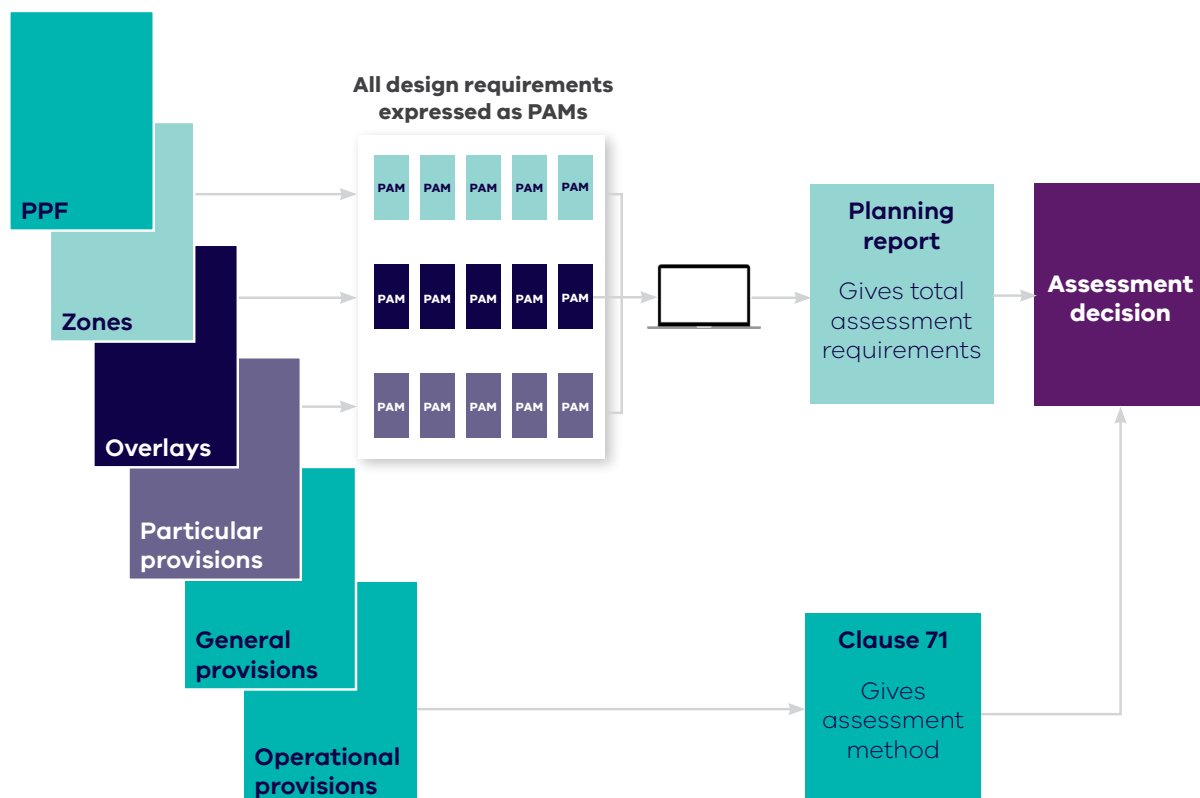 All design requirements
expressed as PAMs
PPF
Zones
Overlays
Particular
provisions
General
provisions
Operational
provisions
PAM PAM PAM PAM PAM
PAM PAM PAM PAM PAM
PAM PAM PAM PAM PAM
Planning
report
Gives total
assessment
requirements
Assessment
decision
Clause 71
Gives
assessment
method